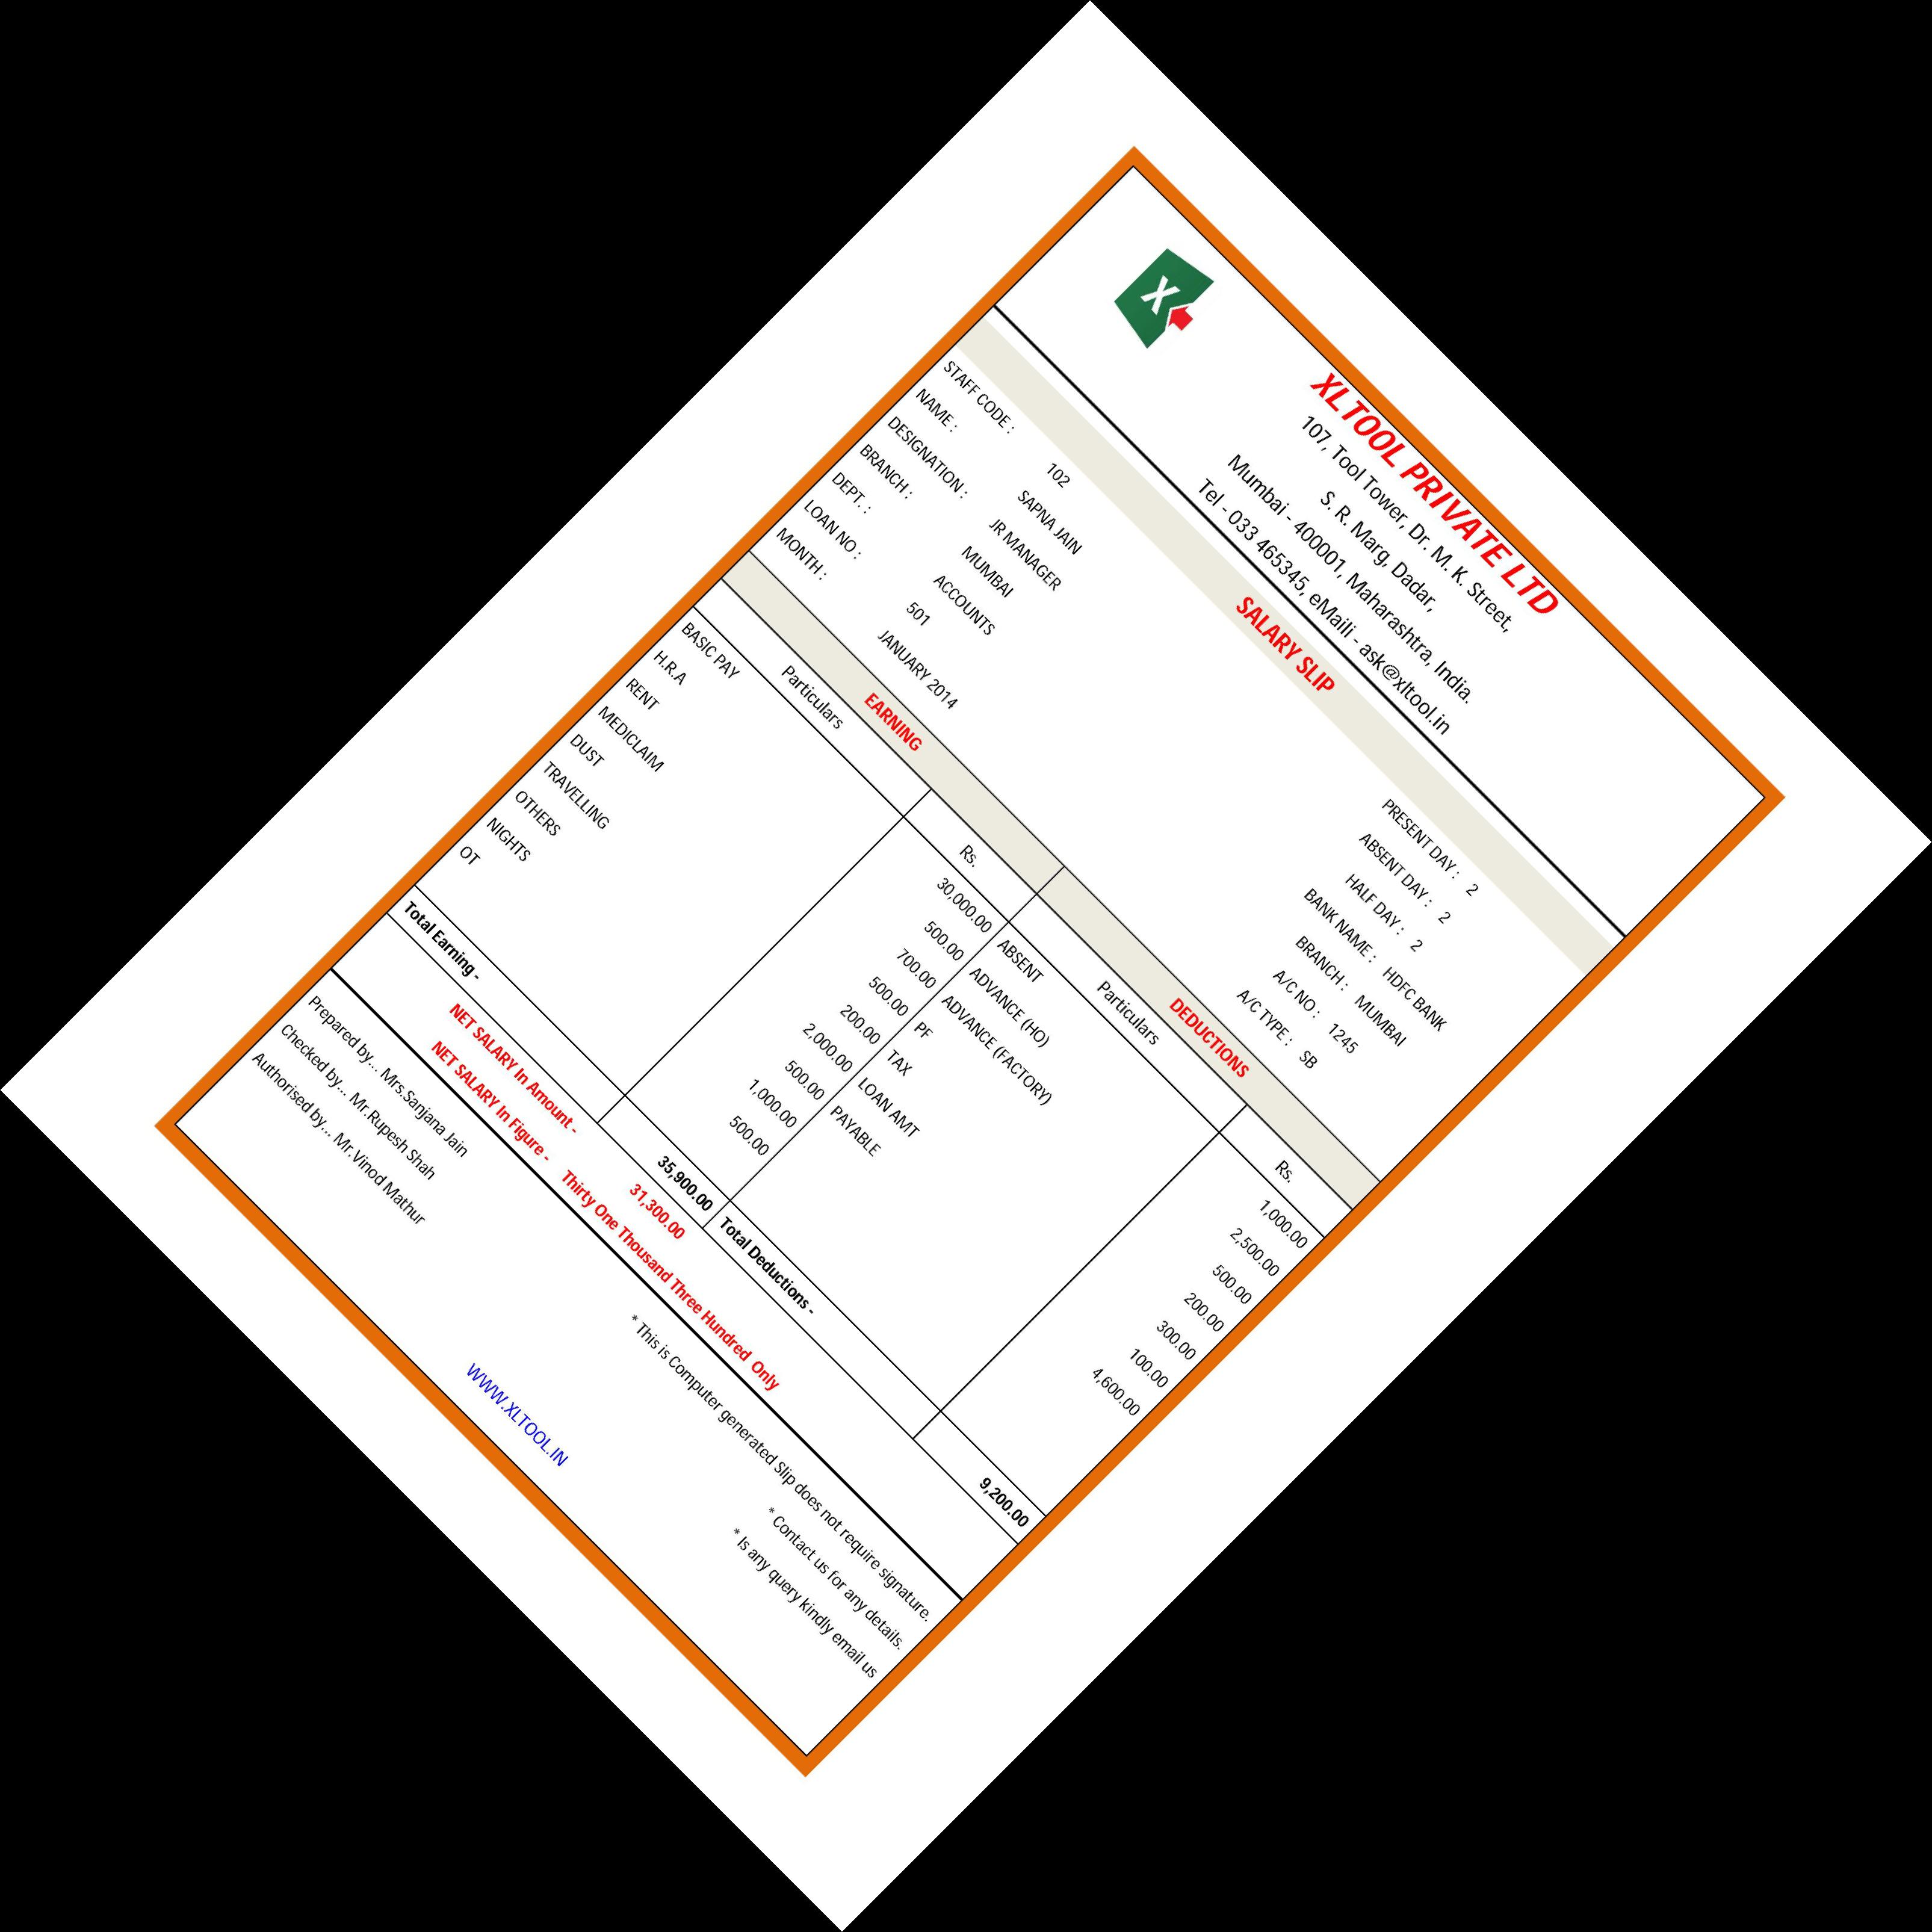 XLTOOL PRIVATE LTD
107, Tool Tower, Dr. M. K. Street,
S. R. Marg, Dadar,
Mumbai - 400001, Maharashtra, India.
Tel - 033 465345, eMaili - ask@xltool.in
SALARY SLIP
STAFF CODE : 102 PRESENT DAY : 2
NAME : SAPNA JAIN ABSENT DAY : 2
DESIGNATION : JR MANAGER HALF DAY : 2
BRANCH : MUMBAI BANK NAME : HDFC BANK
DEPT. : ACCOUNTS BRANCH : MUMBAI
LOAN NO : 501 A/C NO : 1245
MONTH : JANUARY 2014 A/C TYPE : SB
EARNING DEDUCTIONS
Particulars Rs. Particulars Rs.
BASIC PAY 30,000.00 ABSENT 1,000.00
H.R.A 500.00 ADVANCE (HO) 2,500.00
RENT 700.00 ADVANCE (FACTORY) 500.00
MEDICLAIM 500.00 PF 200.00
DUST 200.00 TAX 300.00
TRAVELLING 2,000.00 LOAN AMT 100.00
OTHERS 500.00 PAYABLE 4,600.00
NIGHTS 1,000.00
OT 500.00
Total Earning - 35,900.00 Total Deductions - 9,200.00
NET SALARY In Amount - 31,300.00
NET SALARY In Figure - Thirty One Thousand Three Hundred Only
Prepared by... Mrs.Sanjana Jain * This is Computer generated Slip does not require signature.
Checked by... Mr.Rupesh Shah * Contact us for any details.
Authorised by... Mr.Vinod Mathur * Is any query kindly email us
WWW.XLTOOL.IN